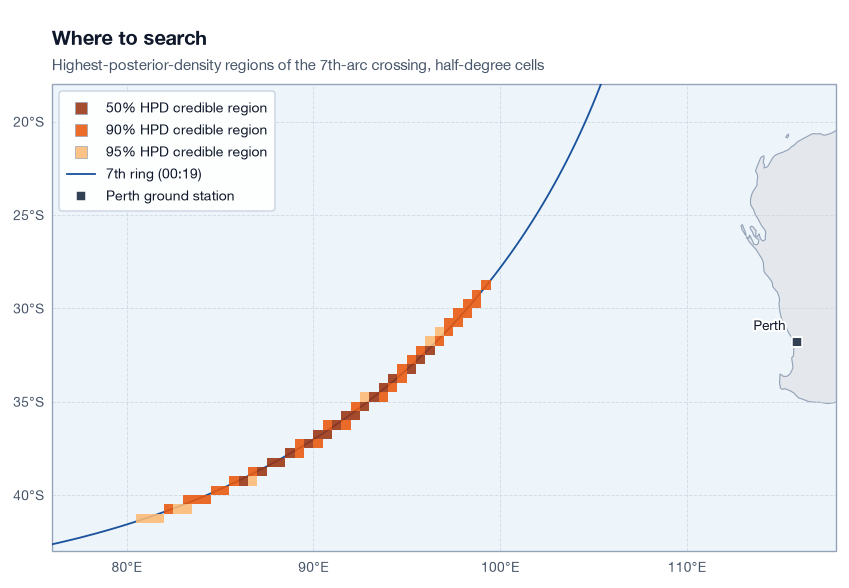 Where to search
Highest-posterior-density regions of the 7th-arc crossing, half-degree cells
50% HPD credible region
90% HPD credible region
95% HPD credible region
7th ring (00:19)
Perth ground station
20°S
25°S
30°S
35°S
40°S
Perth
80°E
90°E
100°E
110°E